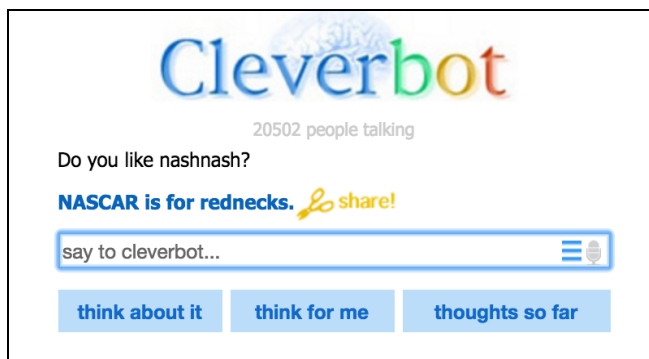 Cleverbot
20502 people talking
Do you like nashnash?
NASCAR is for rednecks. share!
say to cleverbot...
think about it think for me thoughts so far